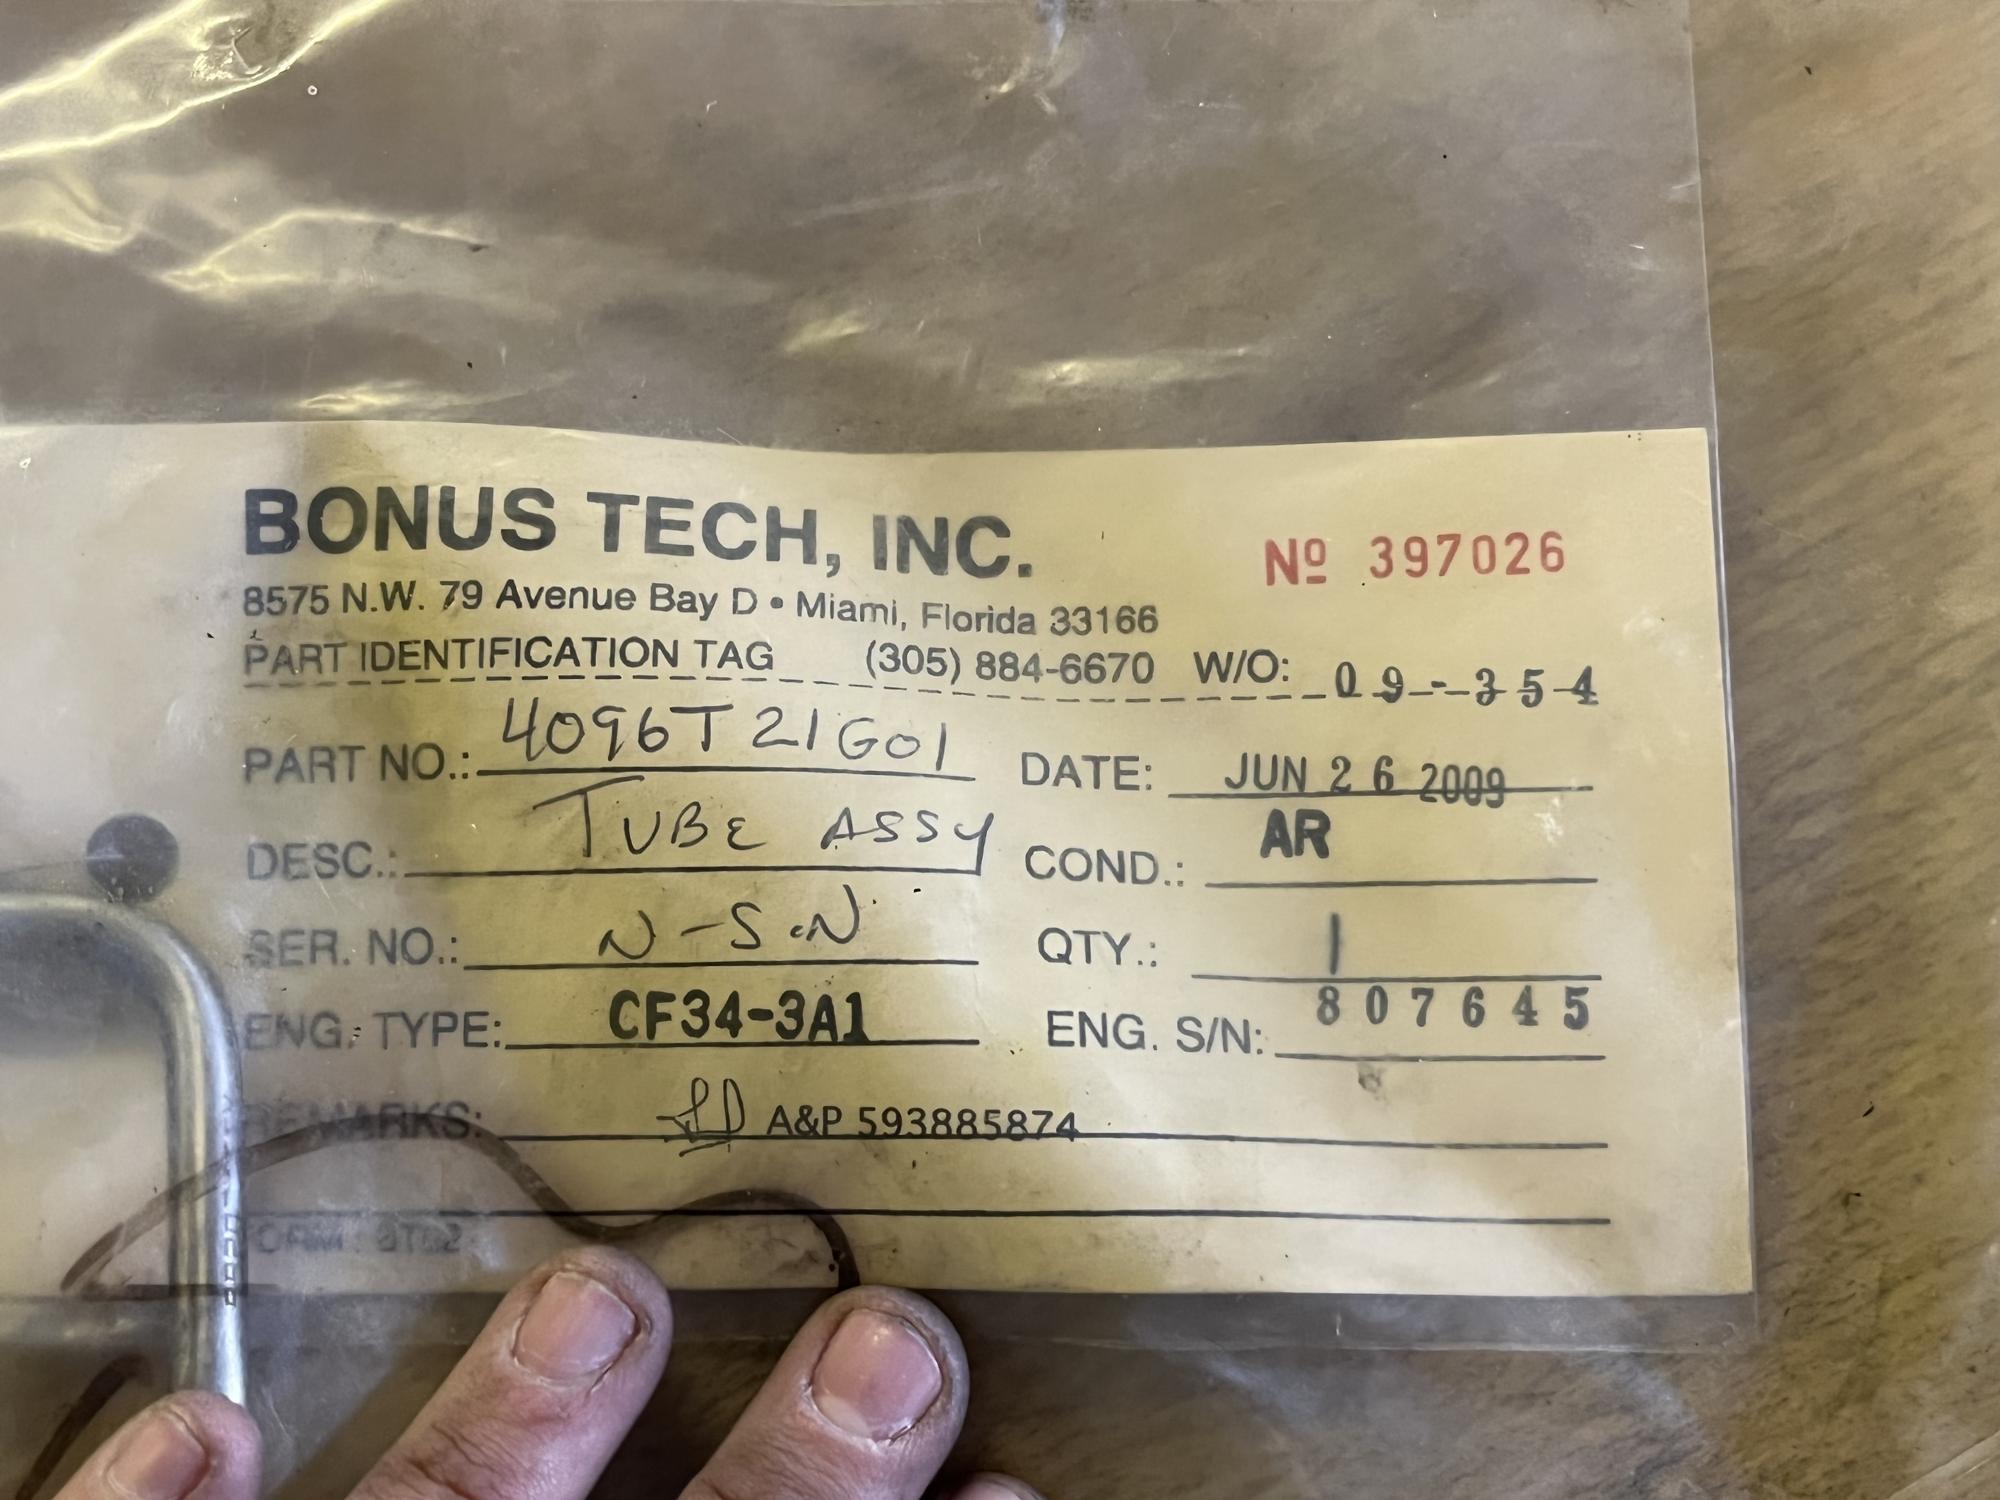 BONUS TECH, INC.
Nº 397026
8575 N.W. 79 Avenue Bay D • Miami, Florida 33166
PART IDENTIFICATION TAG (305) 884-6670 W/O: 09--354
PART NO.: 4096T21G01 DATE: JUN 26 2009
DESC.: TUBE ASSY COND.: AR
SER. NO.: N-S.N QTY.: 1
ENG. TYPE: CF34-3A1 ENG. S/N: 807645
REMARKS: A&P 593885874